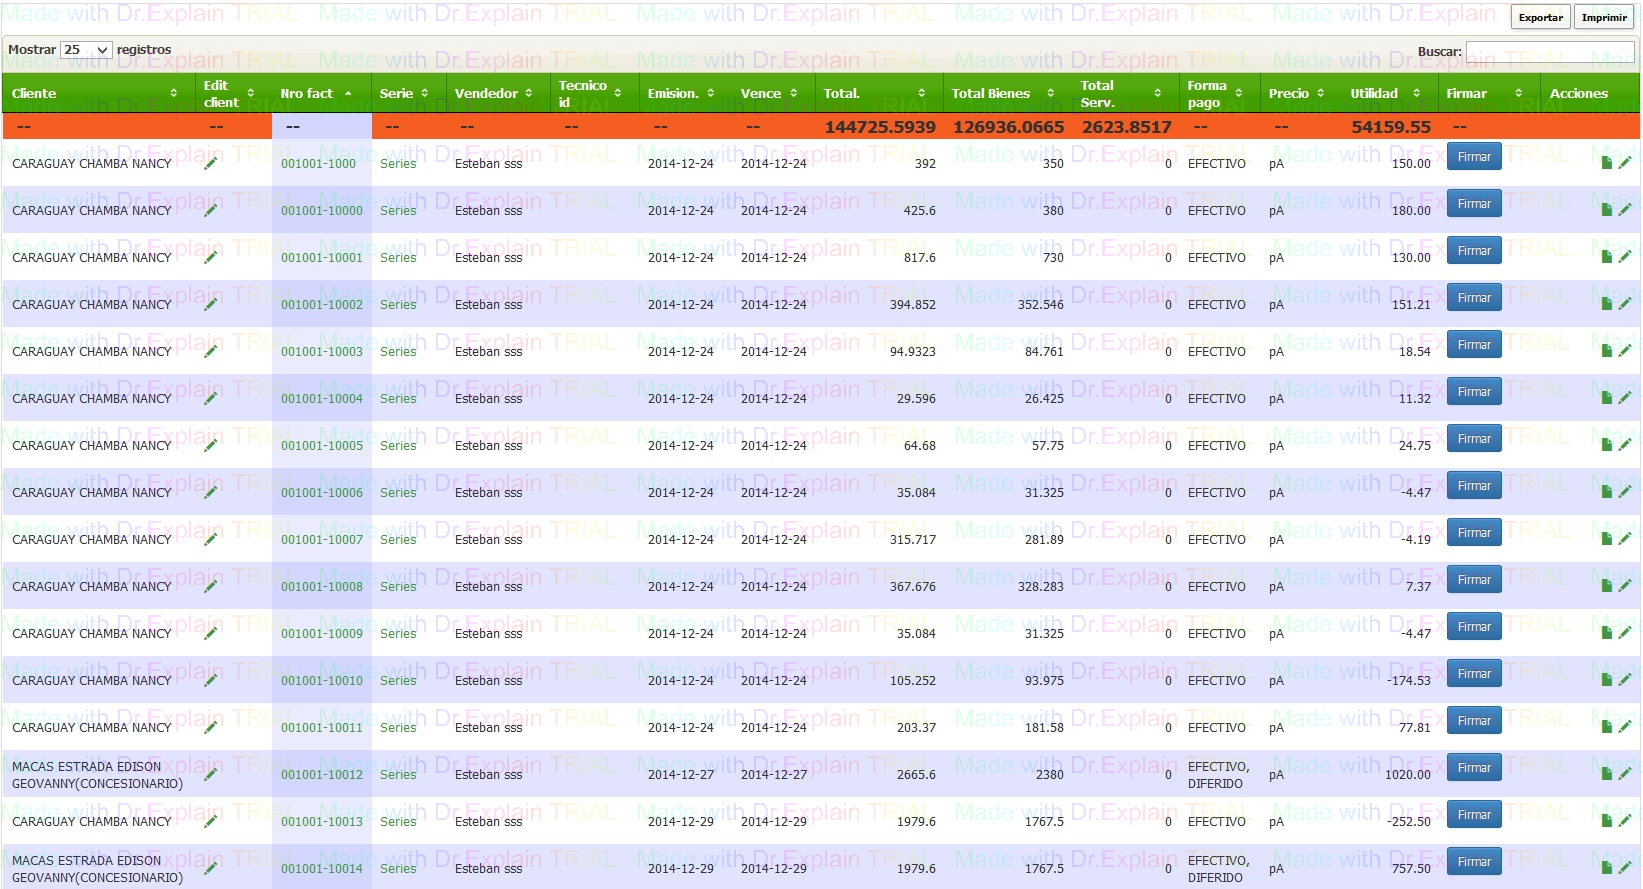 Made with Dr.Explain TRIAL Made with Dr.Explain TRIAL Made with Dr.Explain TRIAL Made with Dr.Explain TRIAL Made with Dr.Explain TRIAL
Exportar Imprimir
Mostrar 25 registros Buscar:
Cliente Edit client Nro fact Serie Vendedor Tecnico id Emision. Vence Total. Total Bienes Total Serv. Forma pago Precio Utilidad Firmar Acciones
-- -- -- -- -- -- -- -- 144725.5939 126936.0665 2623.8517 -- -- 54159.55 --
CARAGUAY CHAMBA NANCY 001001-1000 Series Esteban sss 2014-12-24 2014-12-24 392 350 0 EFECTIVO pA 150.00 Firmar
CARAGUAY CHAMBA NANCY 001001-10000 Series Esteban sss 2014-12-24 2014-12-24 425.6 380 0 EFECTIVO pA 180.00 Firmar
CARAGUAY CHAMBA NANCY 001001-10001 Series Esteban sss 2014-12-24 2014-12-24 817.6 730 0 EFECTIVO pA 130.00 Firmar
CARAGUAY CHAMBA NANCY 001001-10002 Series Esteban sss 2014-12-24 2014-12-24 394.852 352.546 0 EFECTIVO pA 151.21 Firmar
CARAGUAY CHAMBA NANCY 001001-10003 Series Esteban sss 2014-12-24 2014-12-24 94.9323 84.761 0 EFECTIVO pA 18.54 Firmar
CARAGUAY CHAMBA NANCY 001001-10004 Series Esteban sss 2014-12-24 2014-12-24 29.596 26.425 0 EFECTIVO pA 11.32 Firmar
CARAGUAY CHAMBA NANCY 001001-10005 Series Esteban sss 2014-12-24 2014-12-24 64.68 57.75 0 EFECTIVO pA 24.75 Firmar
CARAGUAY CHAMBA NANCY 001001-10006 Series Esteban sss 2014-12-24 2014-12-24 35.084 31.325 0 EFECTIVO pA -4.47 Firmar
CARAGUAY CHAMBA NANCY 001001-10007 Series Esteban sss 2014-12-24 2014-12-24 315.717 281.89 0 EFECTIVO pA -4.19 Firmar
CARAGUAY CHAMBA NANCY 001001-10008 Series Esteban sss 2014-12-24 2014-12-24 367.676 328.283 0 EFECTIVO pA 7.37 Firmar
CARAGUAY CHAMBA NANCY 001001-10009 Series Esteban sss 2014-12-24 2014-12-24 35.084 31.325 0 EFECTIVO pA -4.47 Firmar
CARAGUAY CHAMBA NANCY 001001-10010 Series Esteban sss 2014-12-24 2014-12-24 105.252 93.975 0 EFECTIVO pA -174.53 Firmar
CARAGUAY CHAMBA NANCY 001001-10011 Series Esteban sss 2014-12-24 2014-12-24 203.37 181.58 0 EFECTIVO pA 77.81 Firmar
MACAS ESTRADA EDISON GEOVANNY(CONCESIONARIO) 001001-10012 Series Esteban sss 2014-12-27 2014-12-27 2665.6 2380 0 EFECTIVO, DIFERIDO pA 1020.00 Firmar
CARAGUAY CHAMBA NANCY 001001-10013 Series Esteban sss 2014-12-29 2014-12-29 1979.6 1767.5 0 EFECTIVO pA -252.50 Firmar
MACAS ESTRADA EDISON GEOVANNY(CONCESIONARIO) 001001-10014 Series Esteban sss 2014-12-29 2014-12-29 1979.6 1767.5 0 EFECTIVO, DIFERIDO pA 757.50 Firmar